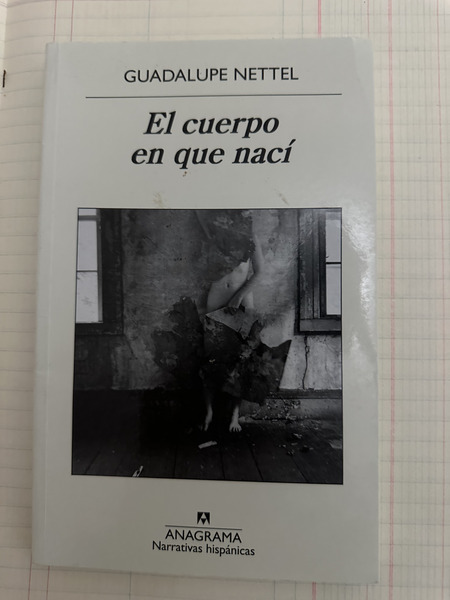 GUADALUPE NETTEL
El cuerpo
en que nací
ANAGRAMA
Narrativas hispánicas